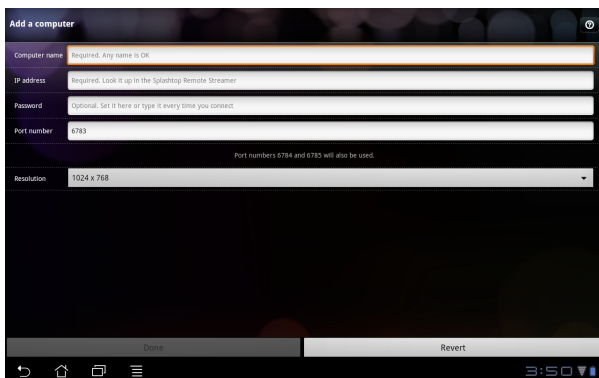 Add a computer
Computer name Required. Any name is OK
IP address Required. Look it up in the Splashtop Remote Streamer
Password Optional. Set it here or type it every time you connect
Port number 6783
Port numbers 6784 and 6785 will also be used.
Resolution 1024 x 768
Done Revert
3:50